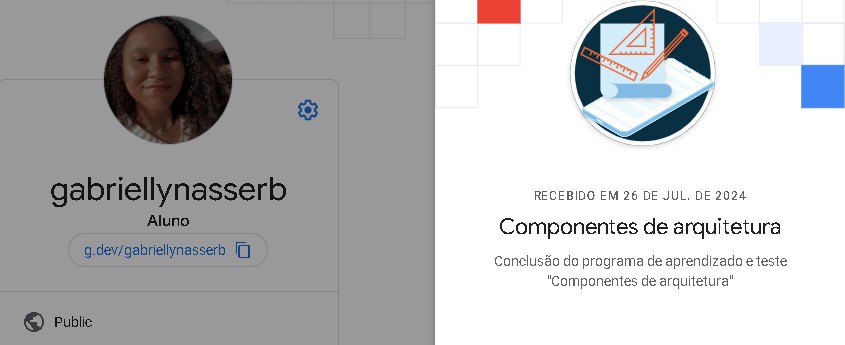 gabriellynasserb
Aluno
g.dev/gabriellynasserb
Public
RECEBIDO EM 26 DE JUL. DE 2024
Componentes de arquitetura
Conclusão do programa de aprendizado e teste
"Componentes de arquitetura"